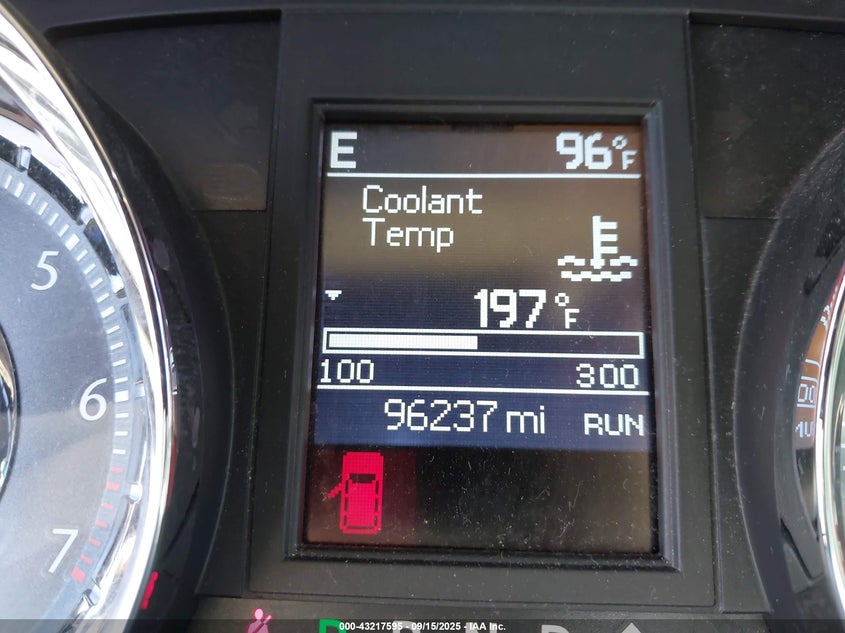 E 96°F
Coolant
Temp
197°F
100 300
96237 mi RUN
5
6
7
P R N D
000-43217595 - 09/15/2025 - IAA Inc.